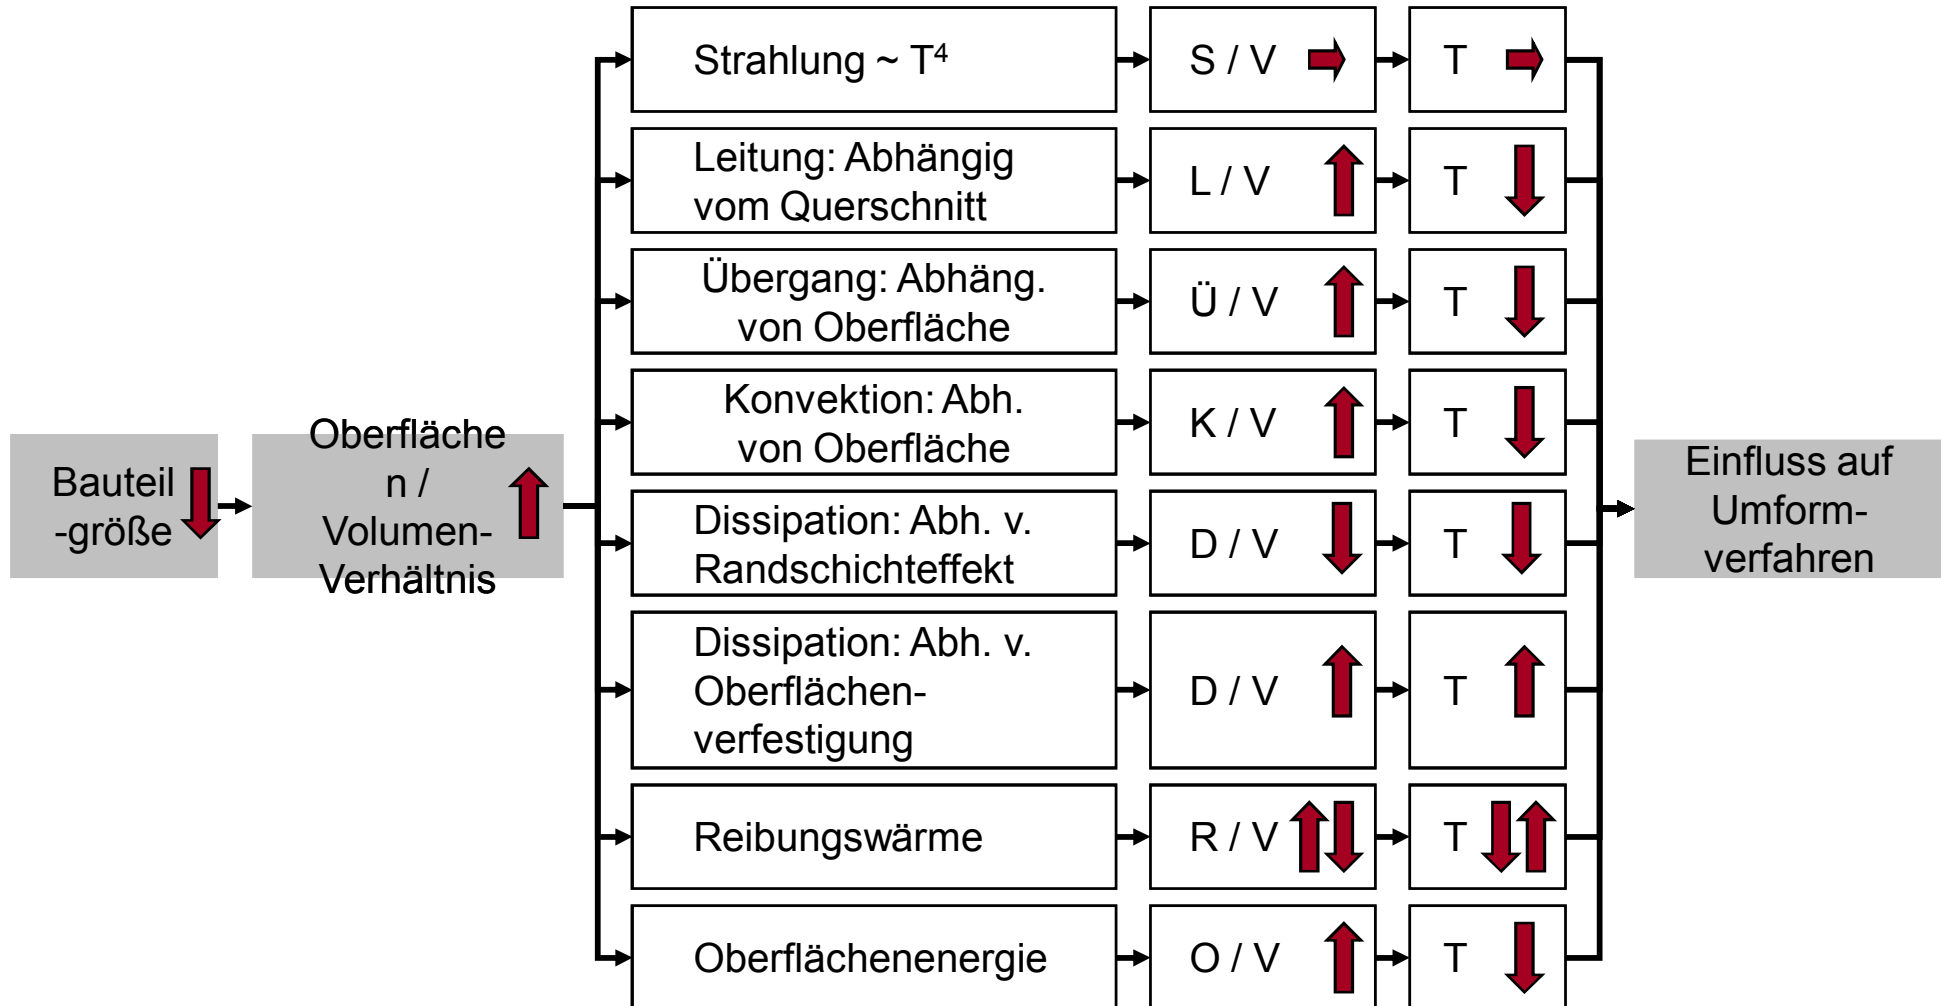 Strahlung ~ T⁴
S / V
T
Leitung: Abhängig
vom Querschnitt
L / V
T
Übergang: Abhäng.
von Oberfläche
Ü / V
T
Konvektion: Abh.
von Oberfläche
K / V
T
Bauteil
-größe
Oberfläche
n /
Volumen-
Verhältnis
Dissipation: Abh. v.
Randschichteffekt
D / V
T
Einfluss auf
Umform-
verfahren
Dissipation: Abh. v.
Oberflächen-
verfestigung
D / V
T
Reibungswärme
R / V
T
Oberflächenenergie
O / V
T